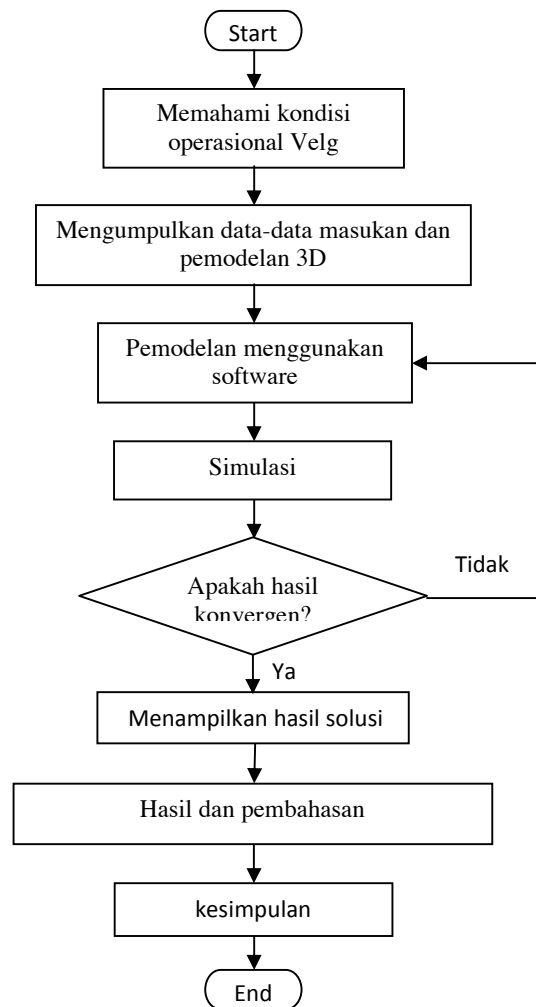 Start
Memahami kondisi
operasional Velg
Mengumpulkan data-data masukan dan
pemodelan 3D
Pemodelan menggunakan
software
Simulasi
Apakah hasil
konvergen?
Tidak
Ya
Menampilkan hasil solusi
Hasil dan pembahasan
kesimpulan
End